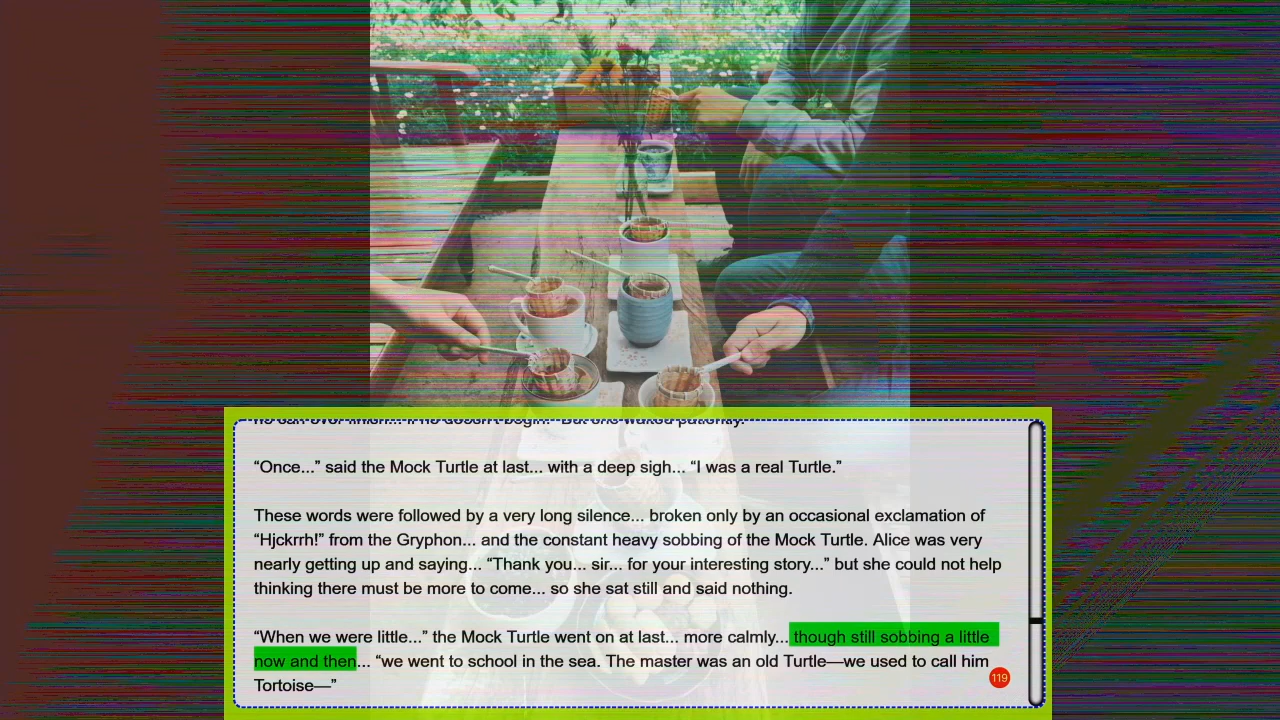 “Once...” said the Mock Turtle at last... with a deep sigh... “I was a real Turtle.”
These words were followed by a very long silence... broken only by an occasional exclamation of
“Hjckrrh!” from the Gryphon... and the constant heavy sobbing of the Mock Turtle. Alice was very
nearly getting up and saying... “Thank you... sir... for your interesting story...” but she could not help
thinking there must be more to come... so she sat still and said nothing.
“When we were little...” the Mock Turtle went on at last... more calmly... though still sobbing a little
now and then... “we went to school in the sea. The master was an old Turtle—we used to call him
Tortoise—”
119